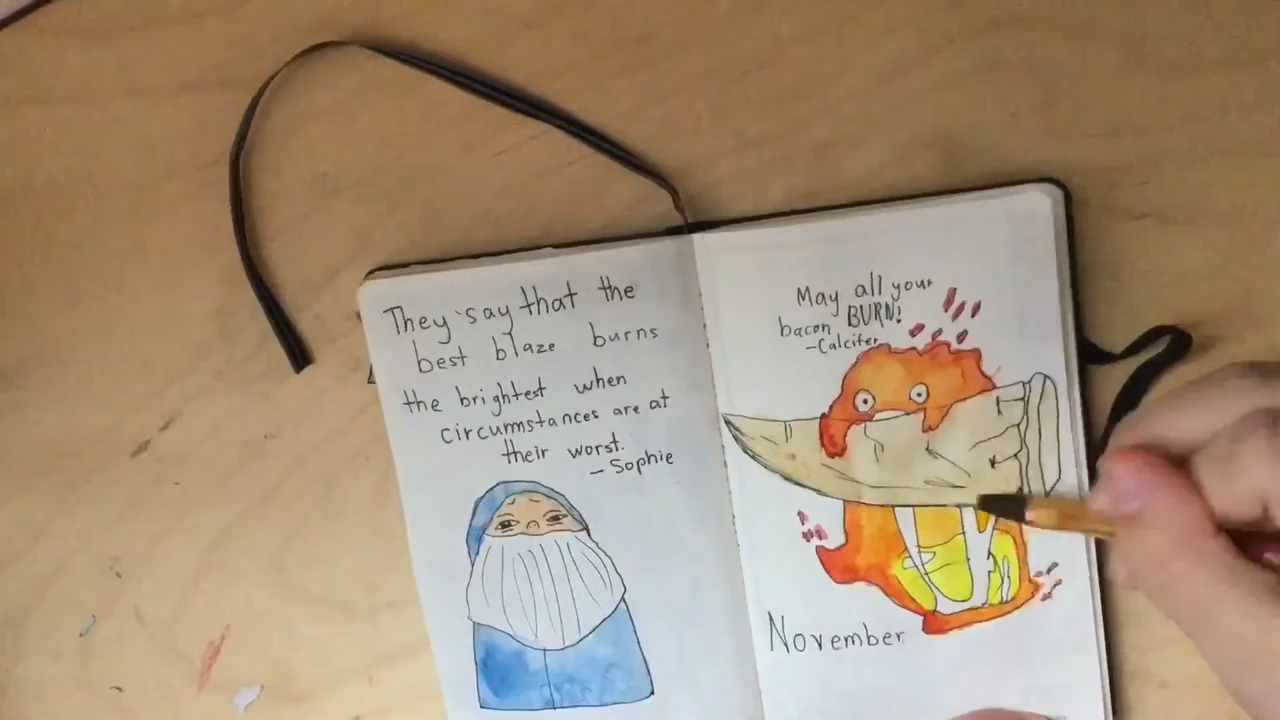 They say that the
best blaze burns
the brightest when
circumstances are at
their worst.
– Sophie
May all your
bacon BURN!
–Calcifer
November